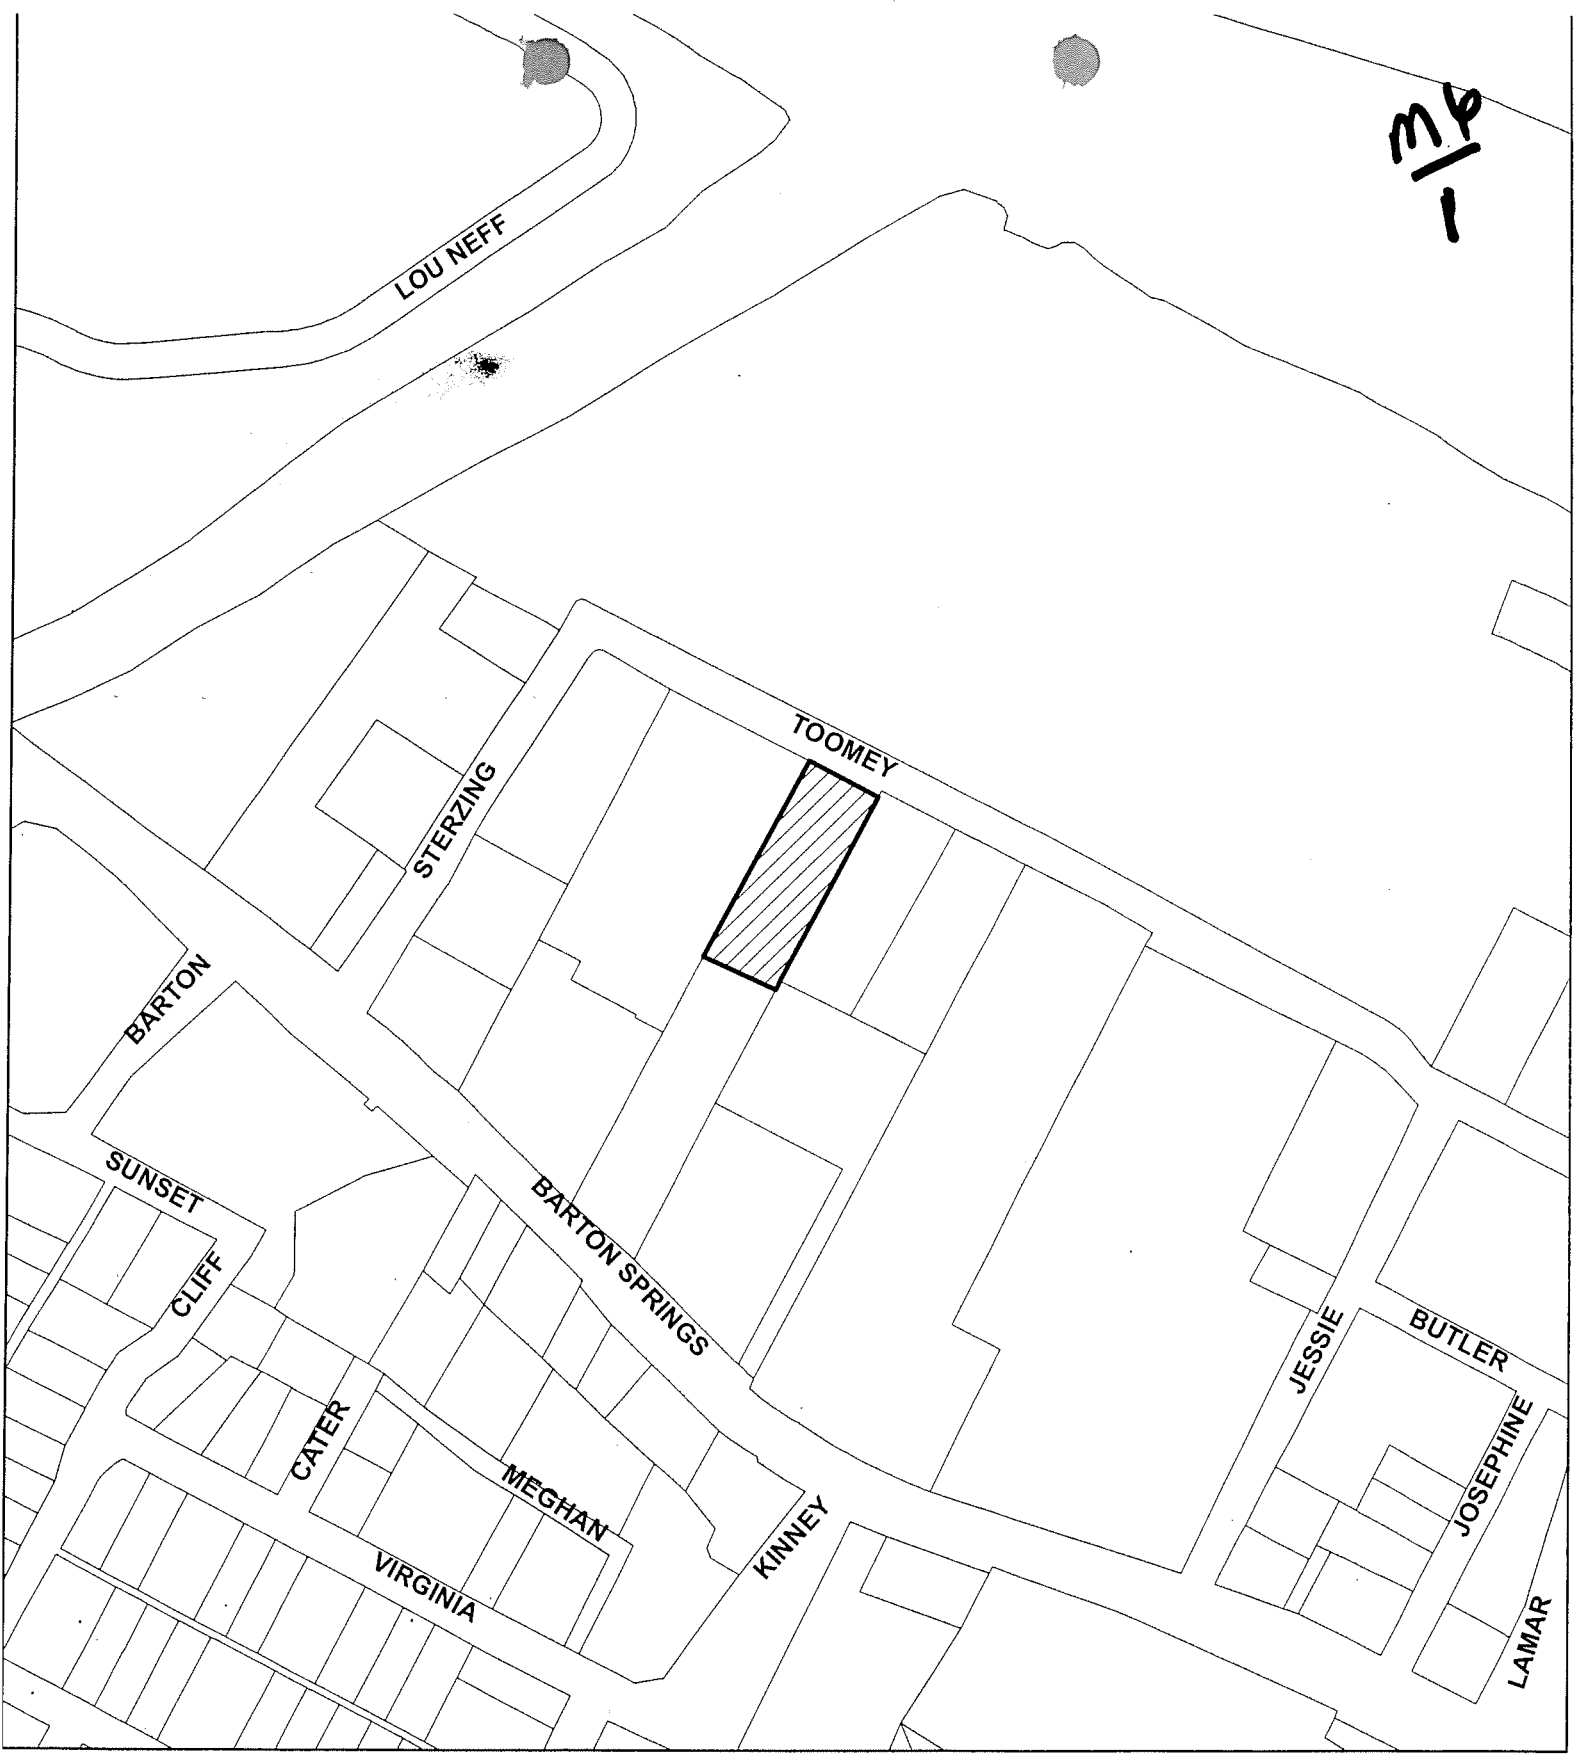 M6
1
LOU NEFF
TOOMEY
STERZING
BARTON
SUNSET
CLIFF
BARTON SPRINGS
JESSIE
BUTLER
CATER
JOSEPHINE
MEGHAN
KINNEY
VIRGINIA
LAMAR